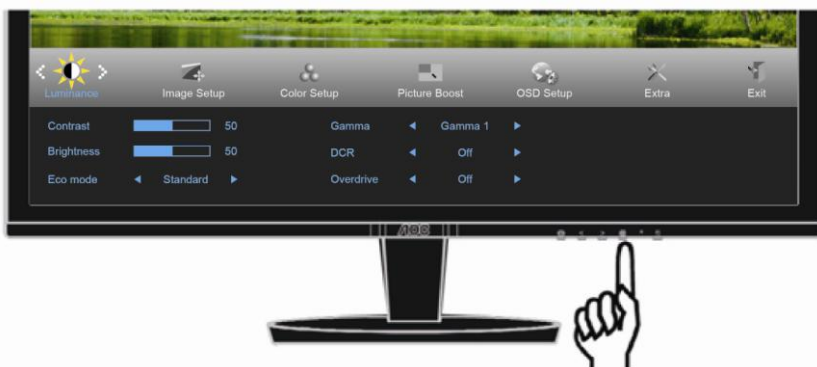 Luminance Image Setup Color Setup Picture Boost OSD Setup Extra Exit
Contrast 50 Gamma Gamma 1
Brightness 50 DCR Off
Eco mode Standard Overdrive Off
AOC